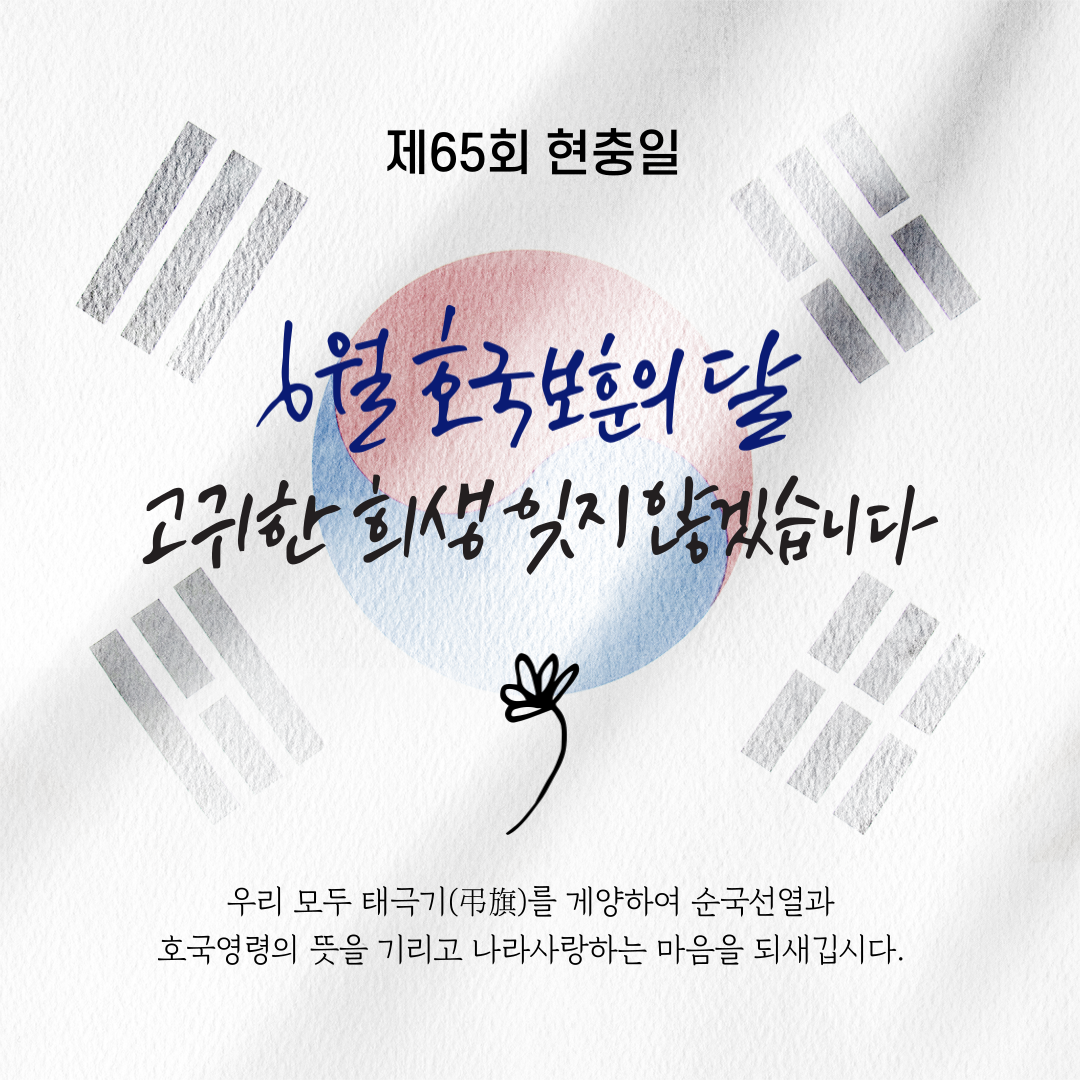 제65회 현충일
6월 호국보훈의 달
고귀한 희생 잊지 않겠습니다
우리 모두 태극기(弔旗)를 게양하여 순국선열과
호국영령의 뜻을 기리고 나라사랑하는 마음을 되새깁시다.